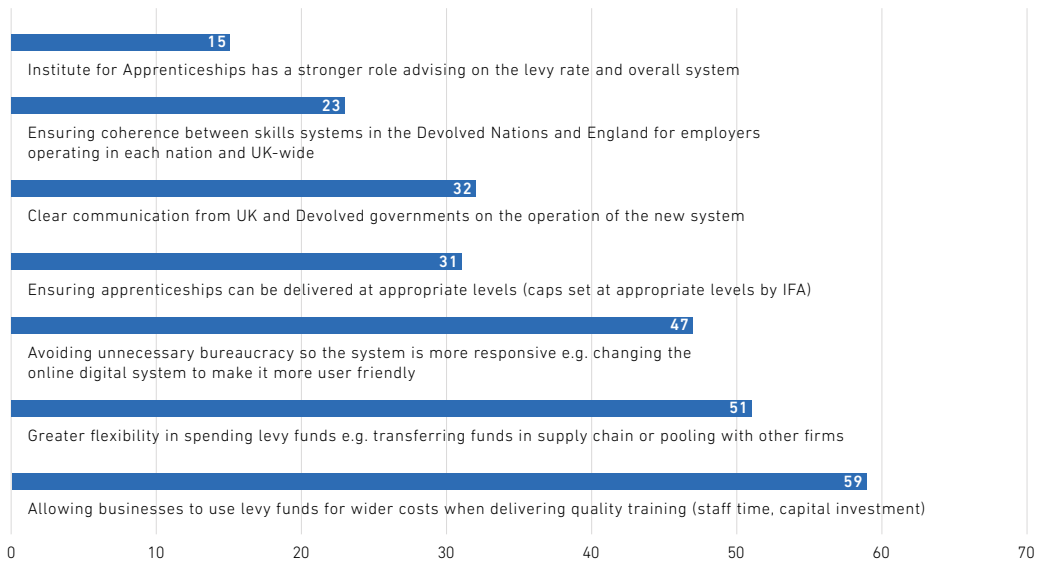 15
Institute for Apprenticeships has a stronger role advising on the levy rate and overall system
23
Ensuring coherence between skills systems in the Devolved Nations and England for employers
operating in each nation and UK-wide
32
Clear communication from UK and Devolved governments on the operation of the new system
31
Ensuring apprenticeships can be delivered at appropriate levels (caps set at appropriate levels by IFA)
47
Avoiding unnecessary bureaucracy so the system is more responsive e.g. changing the
online digital system to make it more user friendly
51
Greater flexibility in spending levy funds e.g. transferring funds in supply chain or pooling with other firms
59
Allowing businesses to use levy funds for wider costs when delivering quality training (staff time, capital investment)
0 10 20 30 40 50 60 70